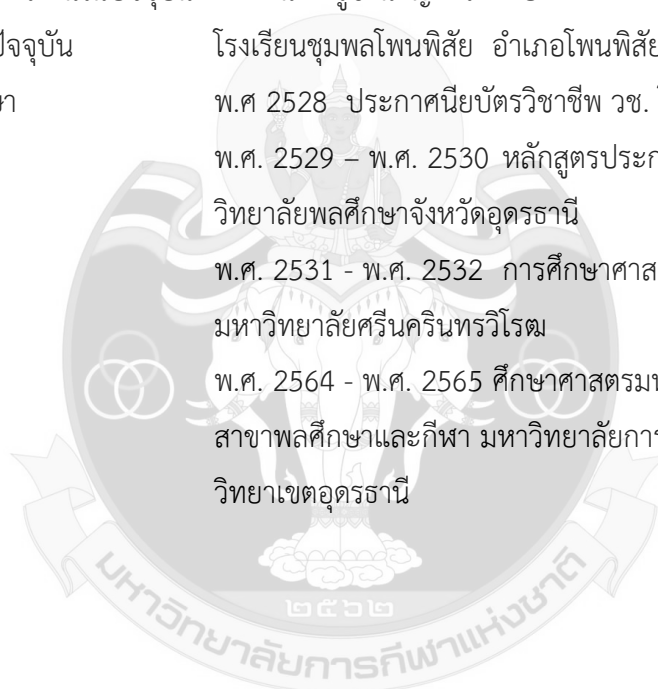 ปัจจุบัน โรงเรียนชุมพลโพนพิสัย อำเภอโพนพิสัย
พ.ศ 2528 ประกาศนียบัตรวิชาชีพ วช.
พ.ศ. 2529 – พ.ศ. 2530 หลักสูตรประก
วิทยาลัยพลศึกษาจังหวัดอุดรธานี
พ.ศ. 2531 - พ.ศ. 2532 การศึกษาศาส
มหาวิทยาลัยศรีนครินทรวิโรฒ
พ.ศ. 2564 - พ.ศ. 2565 ศึกษาศาสตรมห
สาขาพลศึกษาและกีฬา มหาวิทยาลัยการ
วิทยาเขตอุดรธานี
๒๕๖๒
มหาวิทยาลัยการกีฬาแห่งชาติ